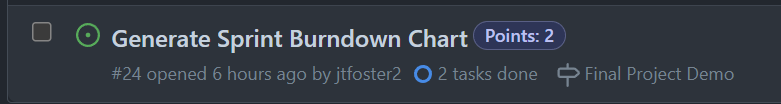 Generate Sprint Burndown Chart Points: 2
#24 opened 6 hours ago by jtfoster2 2 tasks done Final Project Demo